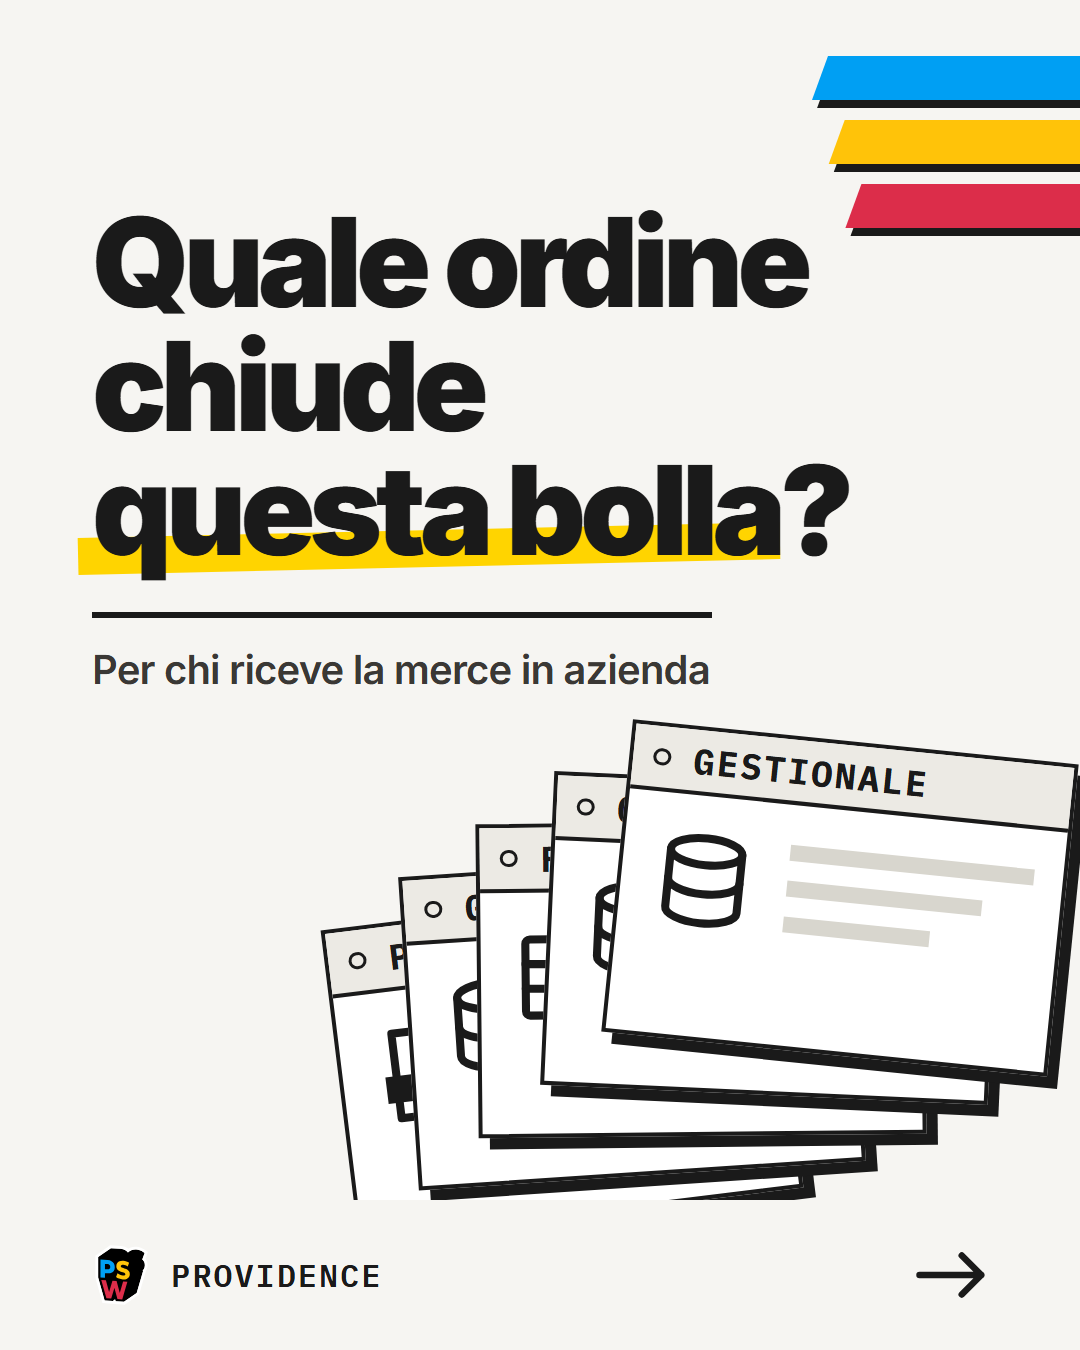 Quale ordine
chiude
questa bolla?
Per chi riceve la merce in azienda
GESTIONALE
PSW
PROVIDENCE